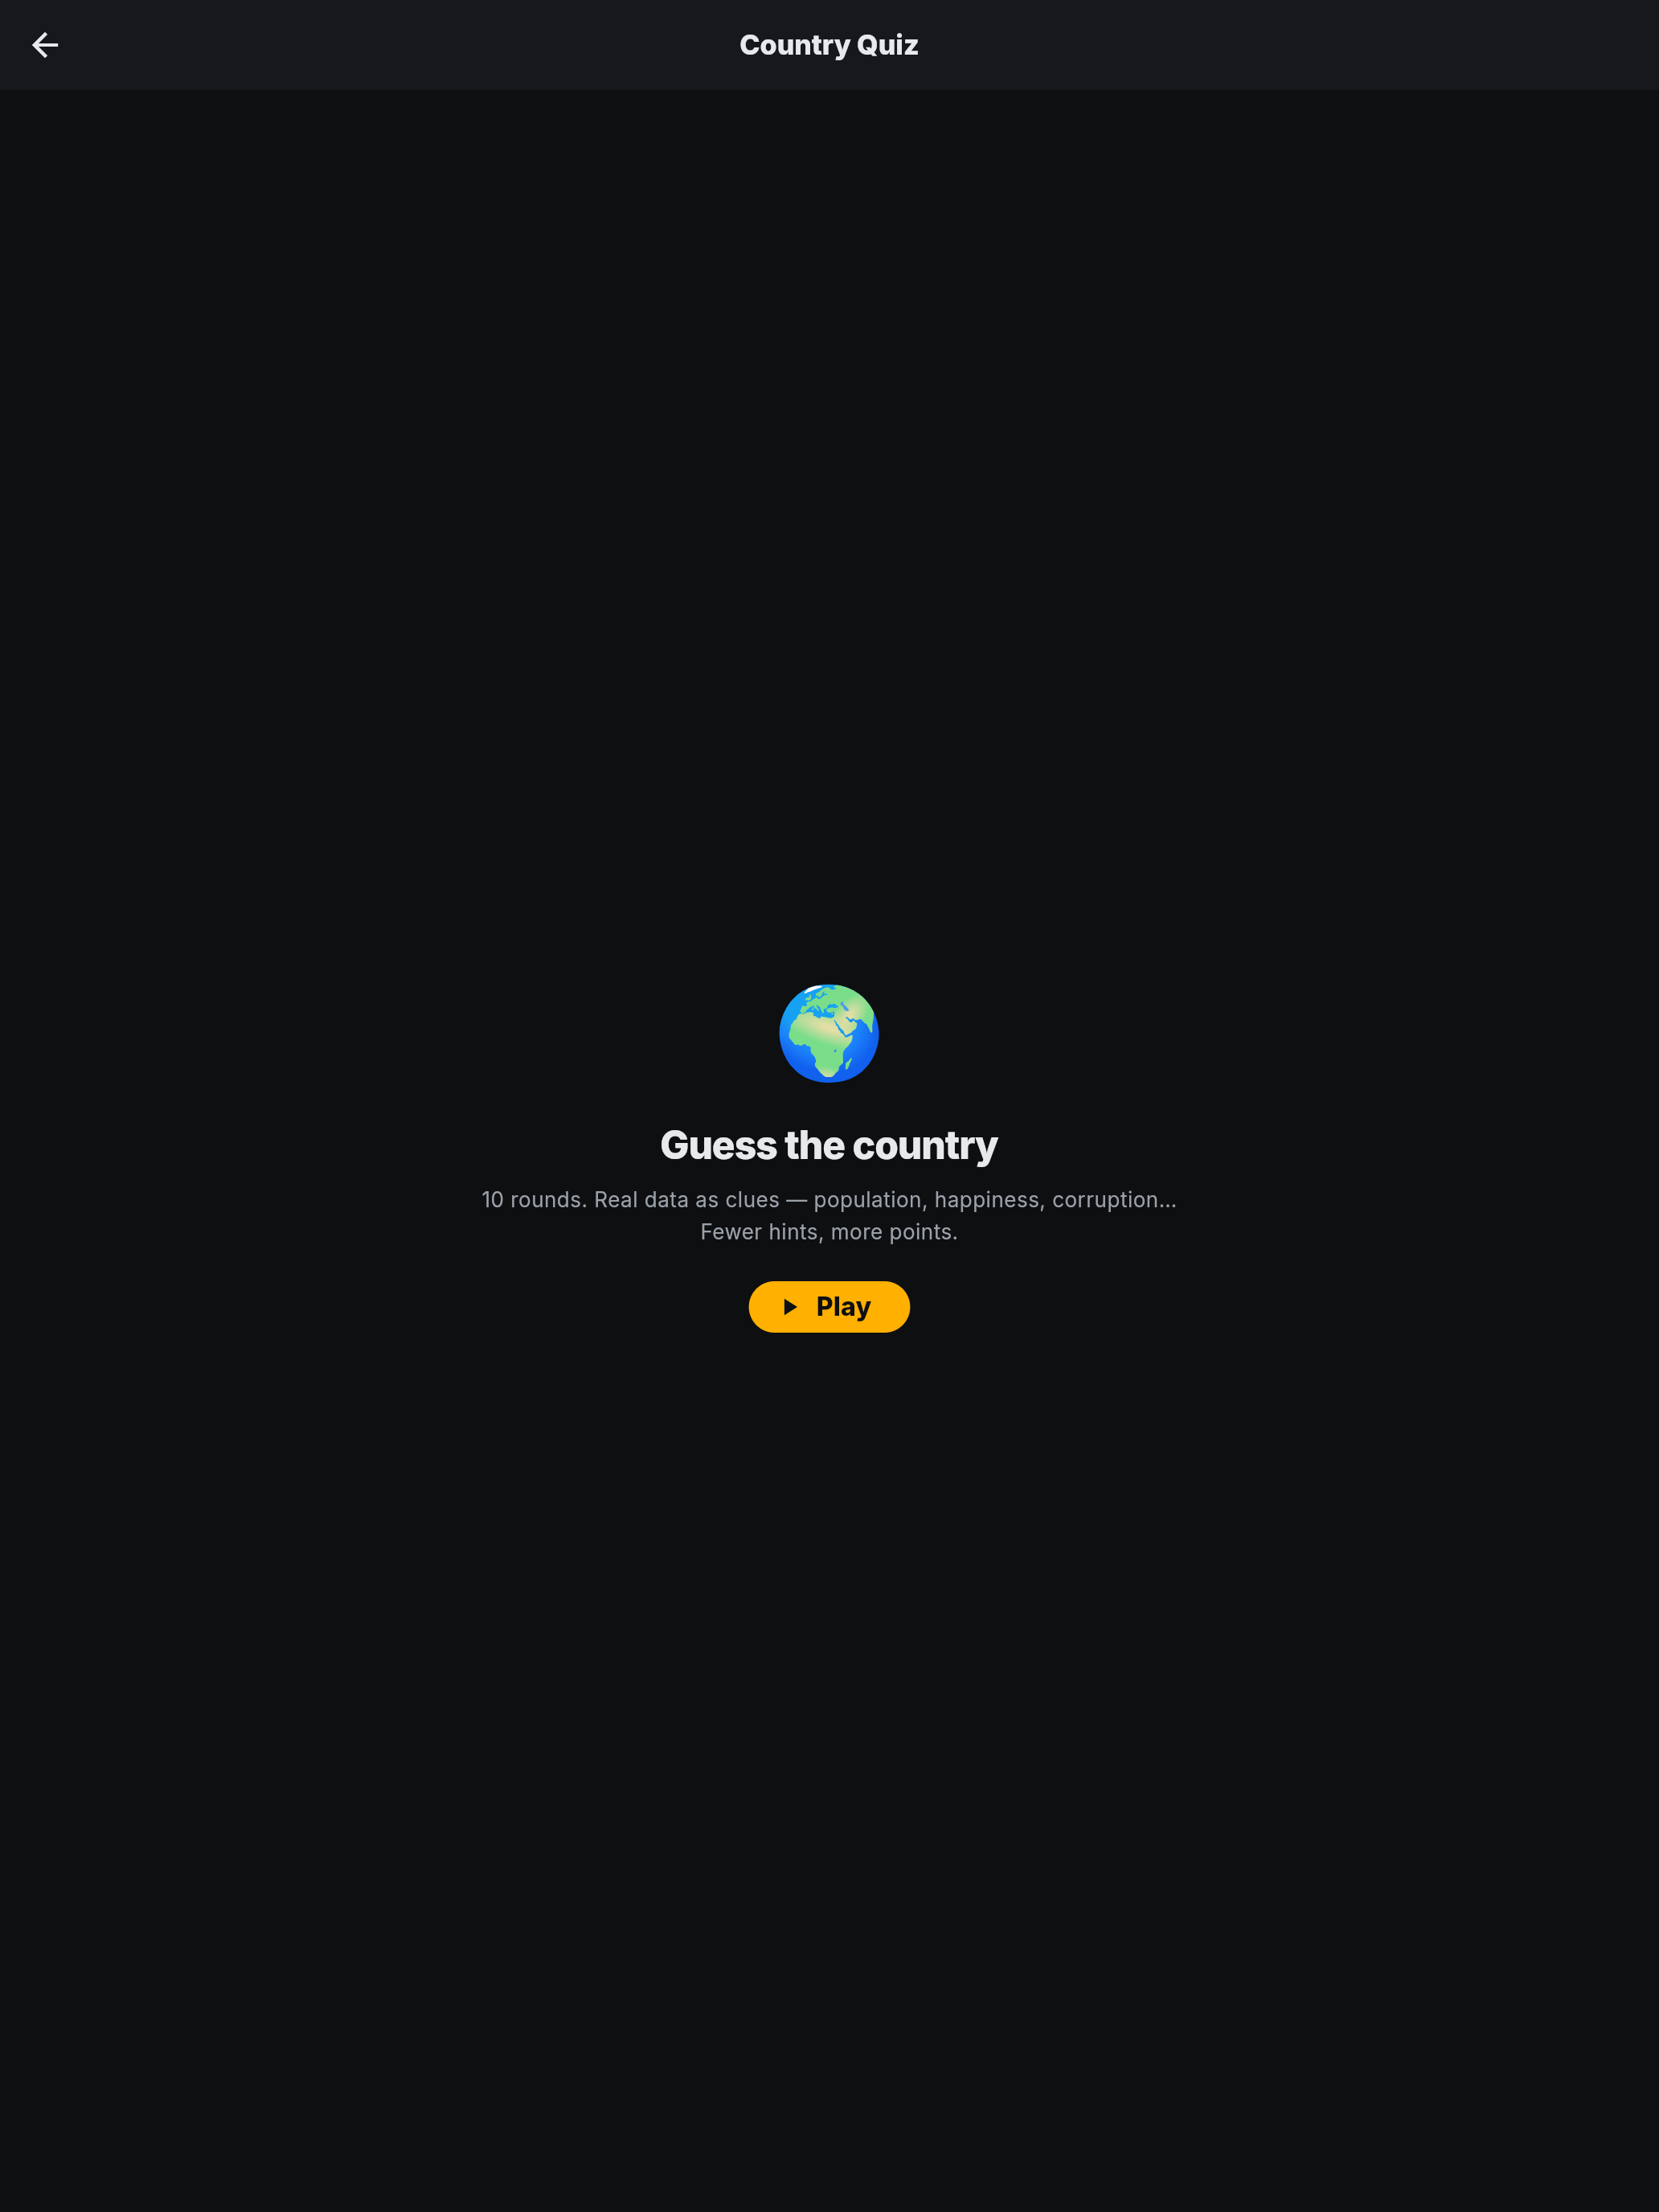 Country Quiz
Guess the country
10 rounds. Real data as clues — population, happiness, corruption...
Fewer hints, more points.
Play